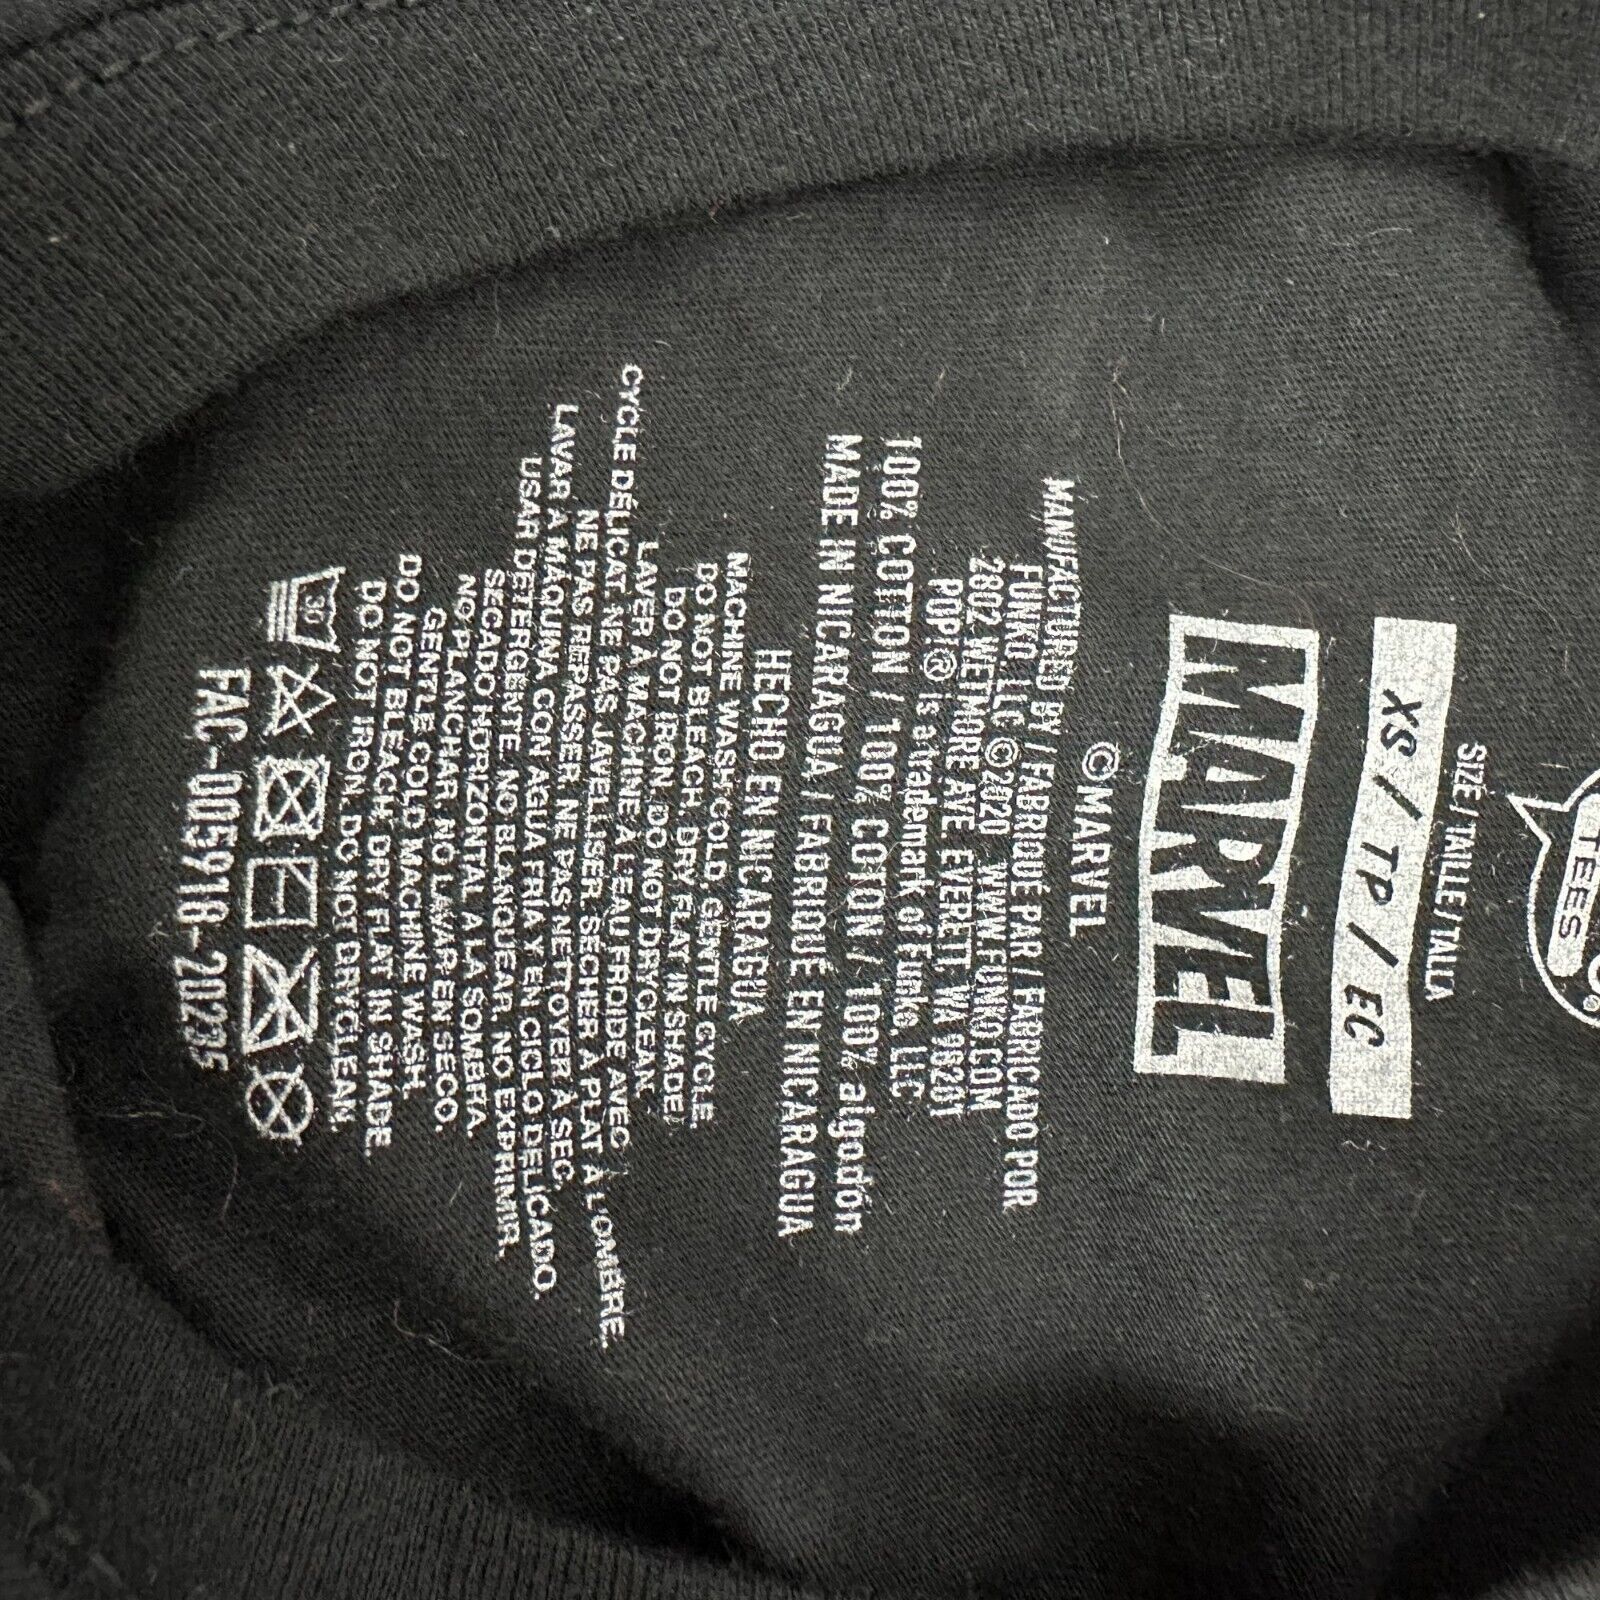 TEES
SIZE / TAILLE / TALLA
XS / TP / EC
MARVEL
©MARVEL
MANUFACTURED BY / FABRIQUÉ PAR / FABRICADO POR
FUNKO, LLC ©2020 WWW.FUNKO.COM
2802 WETMORE AVE EVERETT, WA 98201
POP!® is a trademark of Funko, LLC
100% COTTON / 100% COTON / 100% algodón
MADE IN NICARAGUA / FABRIQUÉ EN NICARAGUA
HECHO EN NICARAGUA
MACHINE WASH COLD, GENTLE CYCLE
DO NOT BLEACH. DRY FLAT IN SHADE.
DO NOT IRON. DO NOT DRYCLEAN.
LAVER A MACHINE A L'EAU FROIDE AVEC
CYCLE DÉLICAT. NE PAS JAVELLISER. SECHER À PLAT À L'OMBRE.
NE PAS REPASSER. NE PAS NETTOYER À SEC.
LAVAR A MÁQUINA CON AGUA FRÍA Y EN CICLO DELICADO.
USAR DETERGENTE. NO BLANQUEAR. NO EXPRIMIR.
SECADO HORIZONTAL A LA SOMBRA.
NO PLANCHAR. NO LAVAR EN SECO.
GENTLE COLD MACHINE WASH.
DO NOT BLEACH. DRY FLAT IN SHADE.
DO NOT IRON. DO NOT DRYCLEAN.
30
FAC-005918-20235